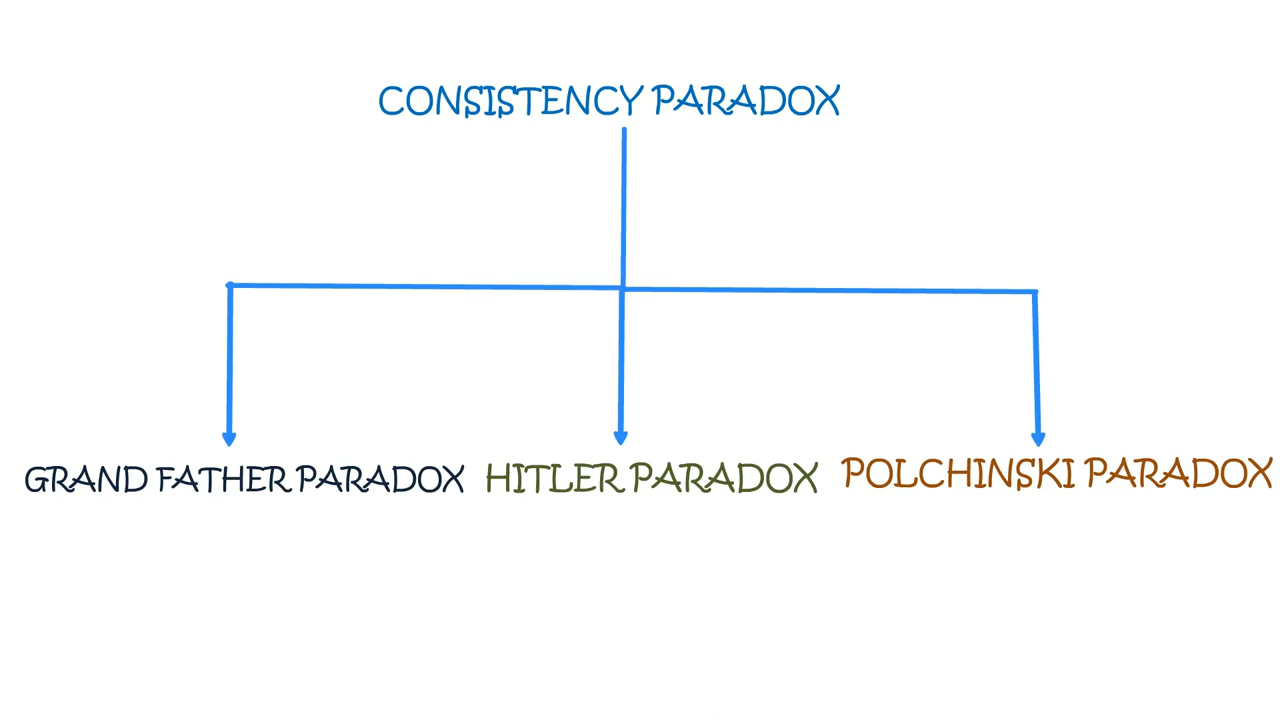 CONSISTENCY PARADOX
GRAND FATHER PARADOX
HITLER PARADOX
POLCHINSKI PARADOX